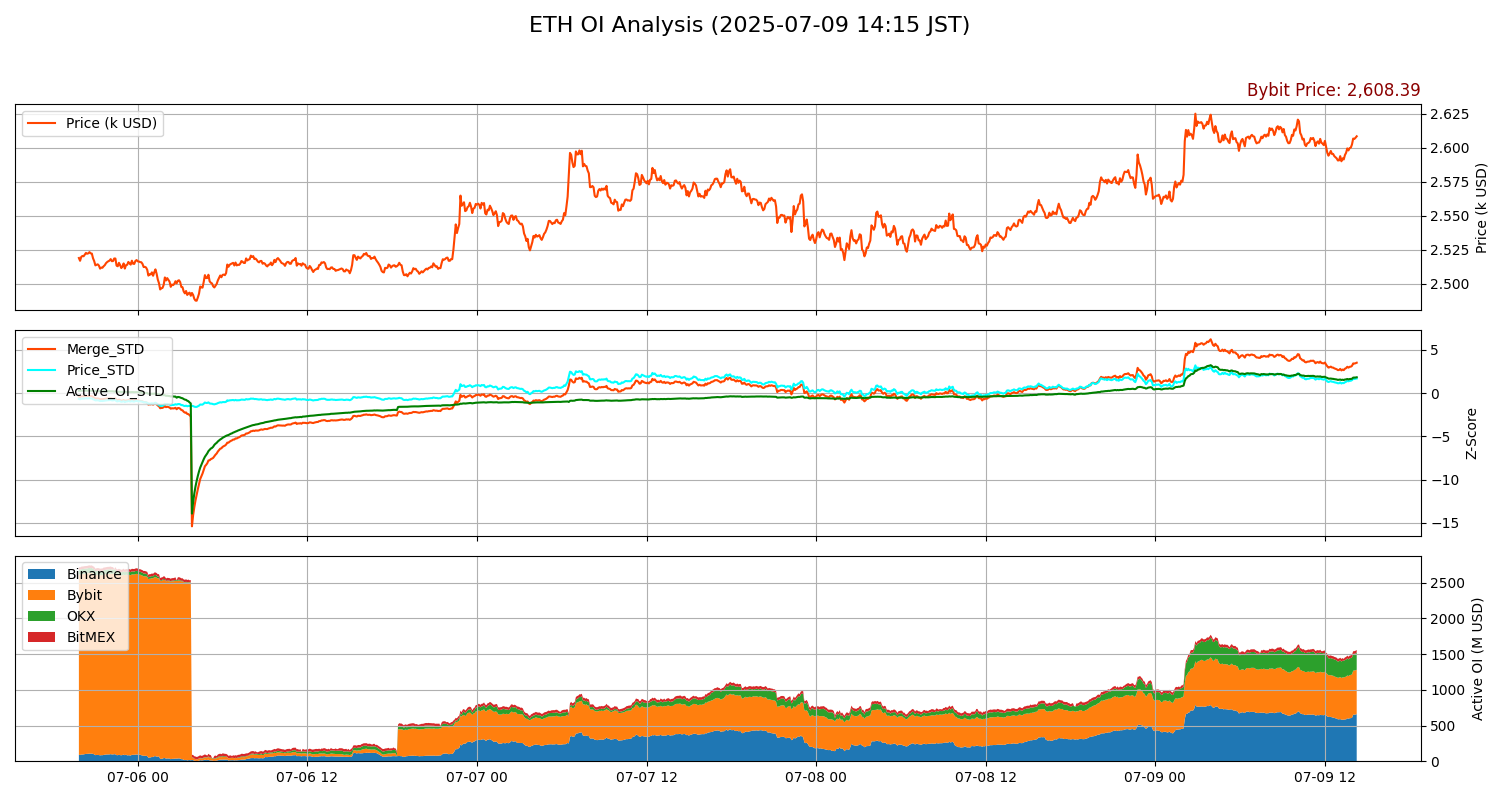 ETH OI Analysis (2025-07-09 14:15 JST)
Bybit Price: 2,608.39
Price (k USD)
2.625
2.600
2.575
2.550
2.525
2.500
Price (k USD)
Merge_STD
Price_STD
Active_OI_STD
5
0
−5
−10
−15
Z-Score
Binance
Bybit
OKX
BitMEX
2500
2000
1500
1000
500
0
Active OI (M USD)
07-06 00
07-06 12
07-07 00
07-07 12
07-08 00
07-08 12
07-09 00
07-09 12